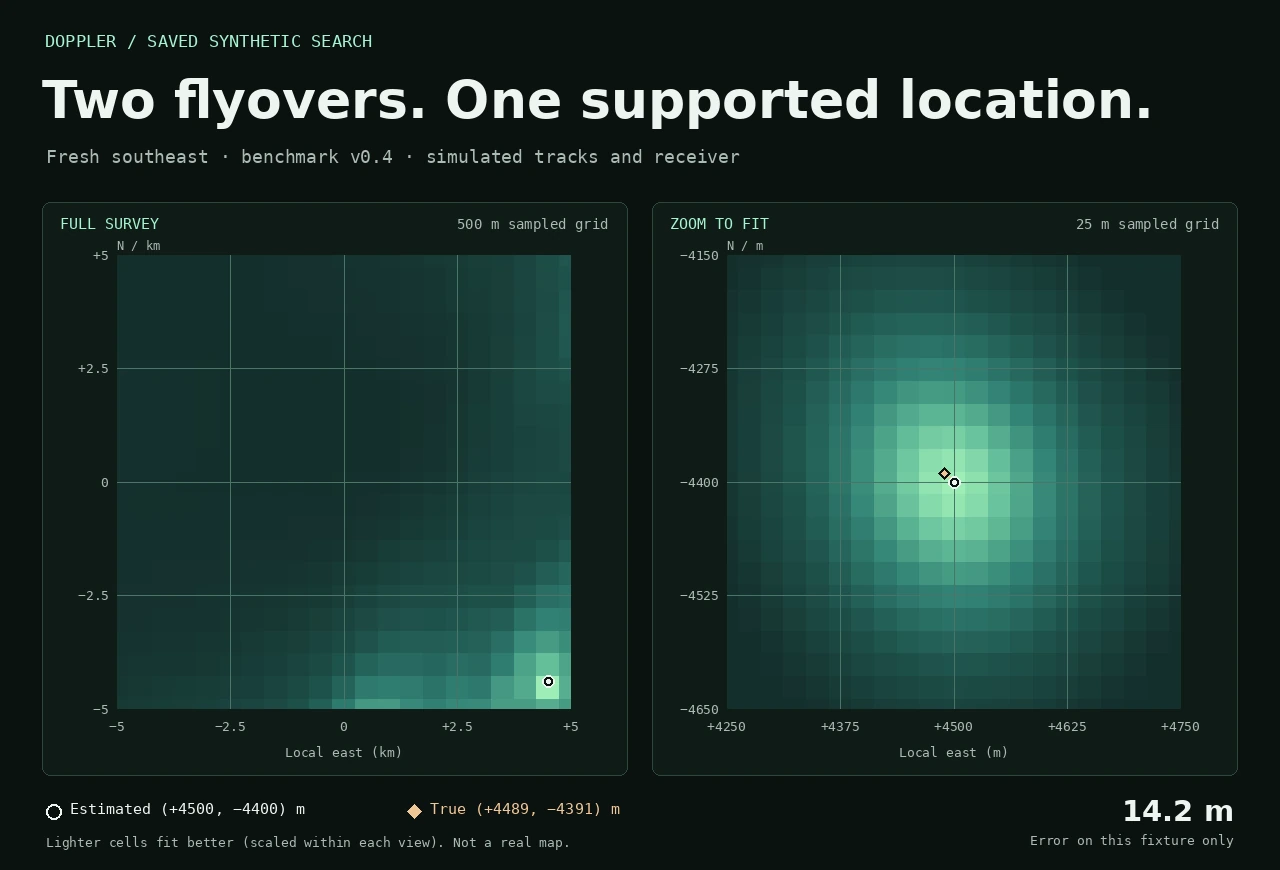 DOPPLER / SAVED SYNTHETIC SEARCH
Two flyovers. One supported location.
Fresh southeast · benchmark v0.4 · simulated tracks and receiver
FULL SURVEY
500 m sampled grid
N / km
+5
+2.5
0
−2.5
−5
−5
−2.5
0
+2.5
+5
Local east (km)
ZOOM TO FIT
25 m sampled grid
N / m
−4150
−4275
−4400
−4525
−4650
+4250
+4375
+4500
+4625
+4750
Local east (m)
Estimated (+4500, −4400) m
True (+4489, −4391) m
14.2 m
Lighter cells fit better (scaled within each view). Not a real map.
Error on this fixture only